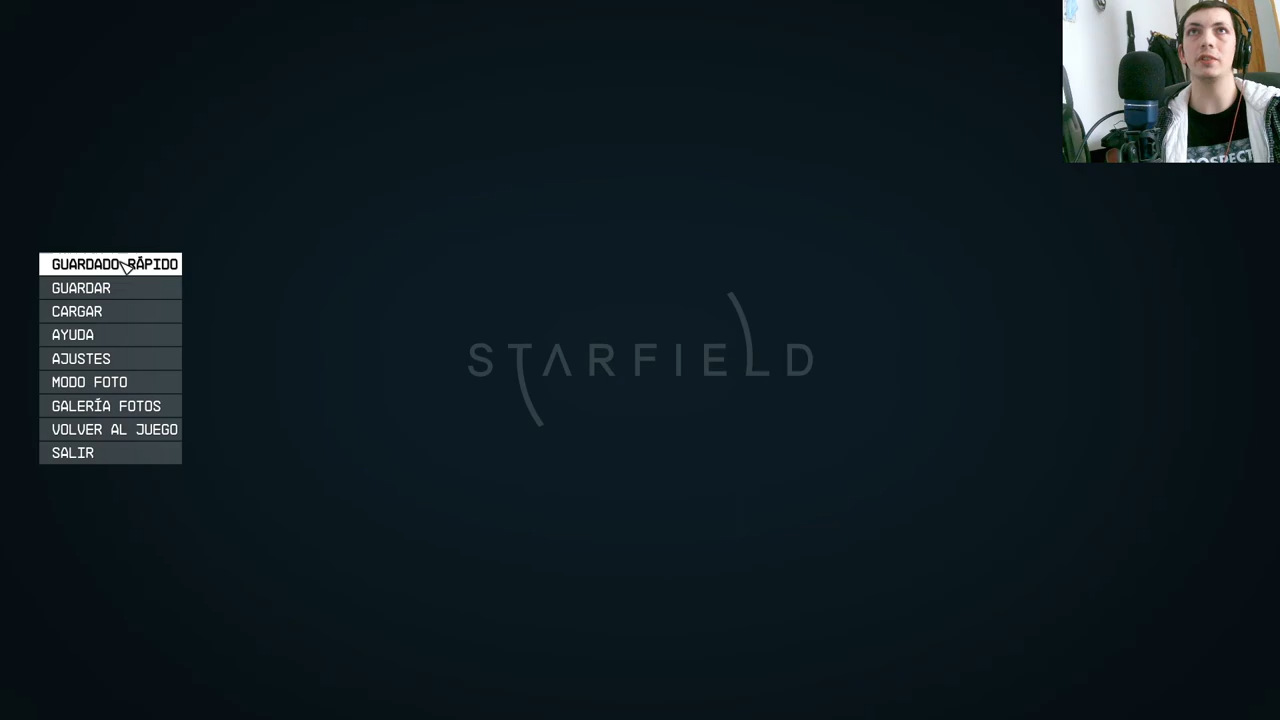 GUARDADO RÁPIDO
GUARDAR
CARGAR
AYUDA
AJUSTES
MODO FOTO
GALERÍA FOTOS
VOLVER AL JUEGO
SALIR
STARFIELD